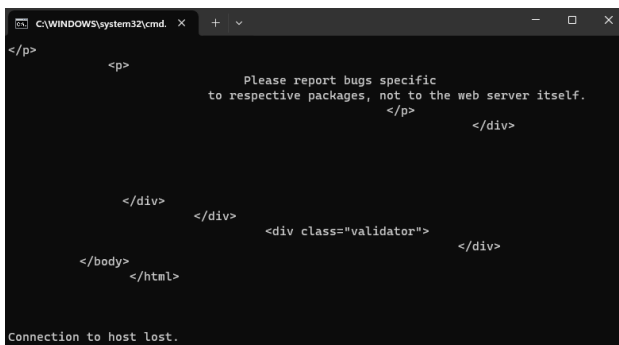 C:\WINDOWS\system32\cmd.
</p>
<p>
Please report bugs specific
to respective packages, not to the web server itself.
</p>
</div>
</div>
</div>
<div class="validator">
</div>
</body>
</html>
Connection to host lost.